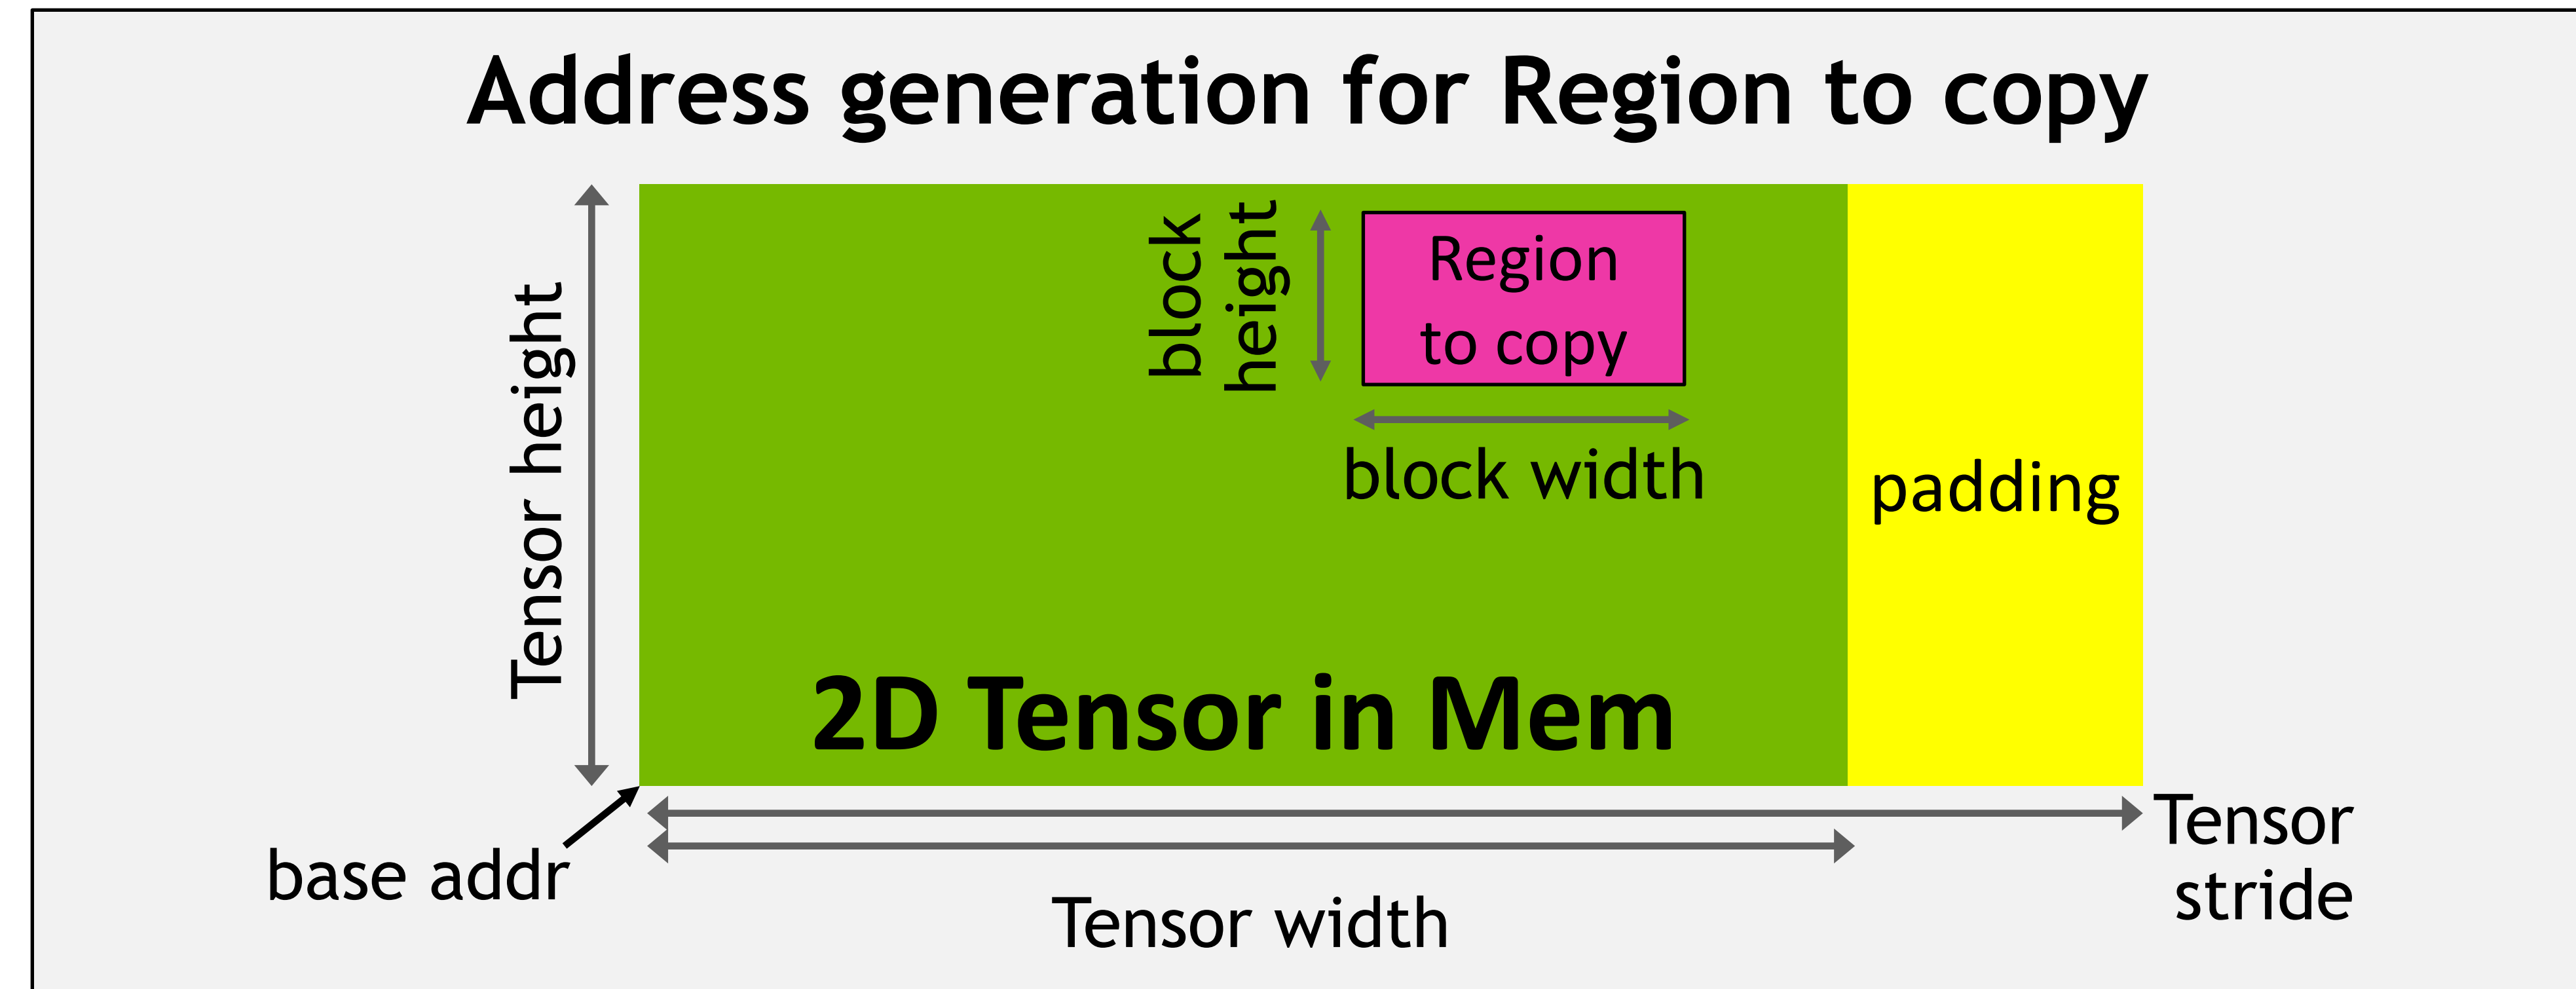 Address generation for Region to copy
Tensor height
block
height
Region
to copy
block width
padding
2D Tensor in Mem
base addr
Tensor
stride
Tensor width